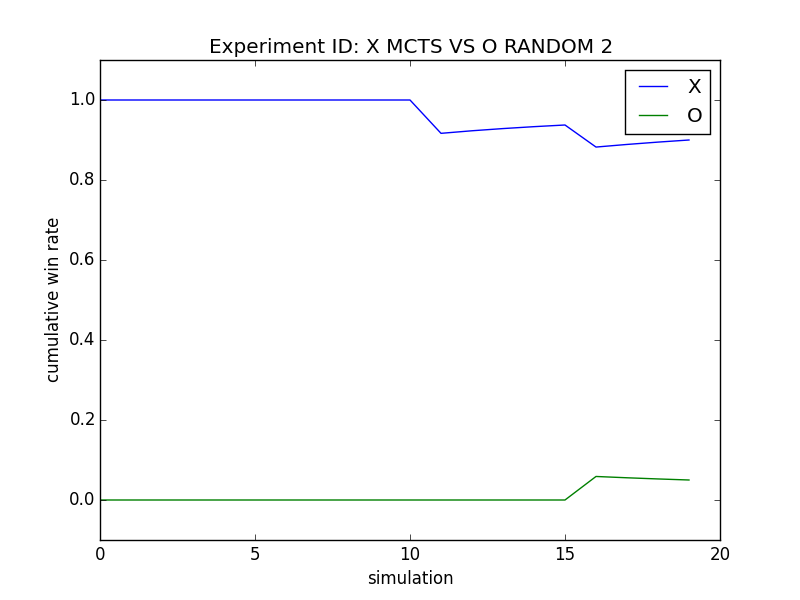 Experiment ID: X MCTS VS O RANDOM 2
X
O
1.0
0.8
0.6
0.4
0.2
0.0
cumulative win rate
0 5 10 15 20
simulation